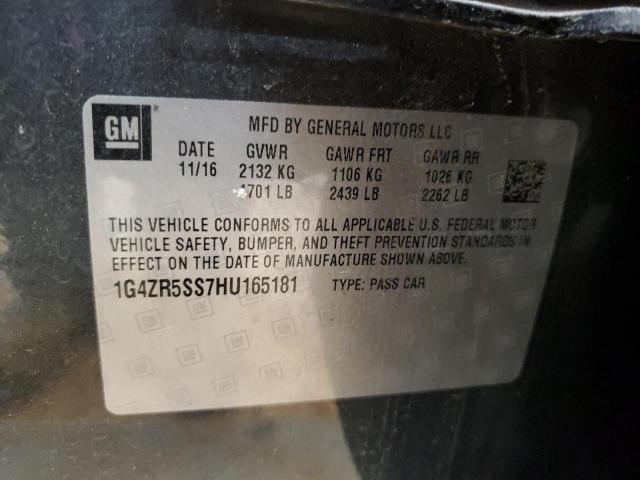 GM
MFD BY GENERAL MOTORS LLC
DATE GVWR GAWR FRT GAWR RR
11/16 2132 KG 1106 KG 1026 KG
4701 LB 2439 LB 2262 LB
THIS VEHICLE CONFORMS TO ALL APPLICABLE U.S. FEDERAL MOTOR
VEHICLE SAFETY, BUMPER, AND THEFT PREVENTION STANDARDS IN
EFFECT ON THE DATE OF MANUFACTURE SHOWN ABOVE.
1G4ZR5SS7HU165181 TYPE: PASS CAR